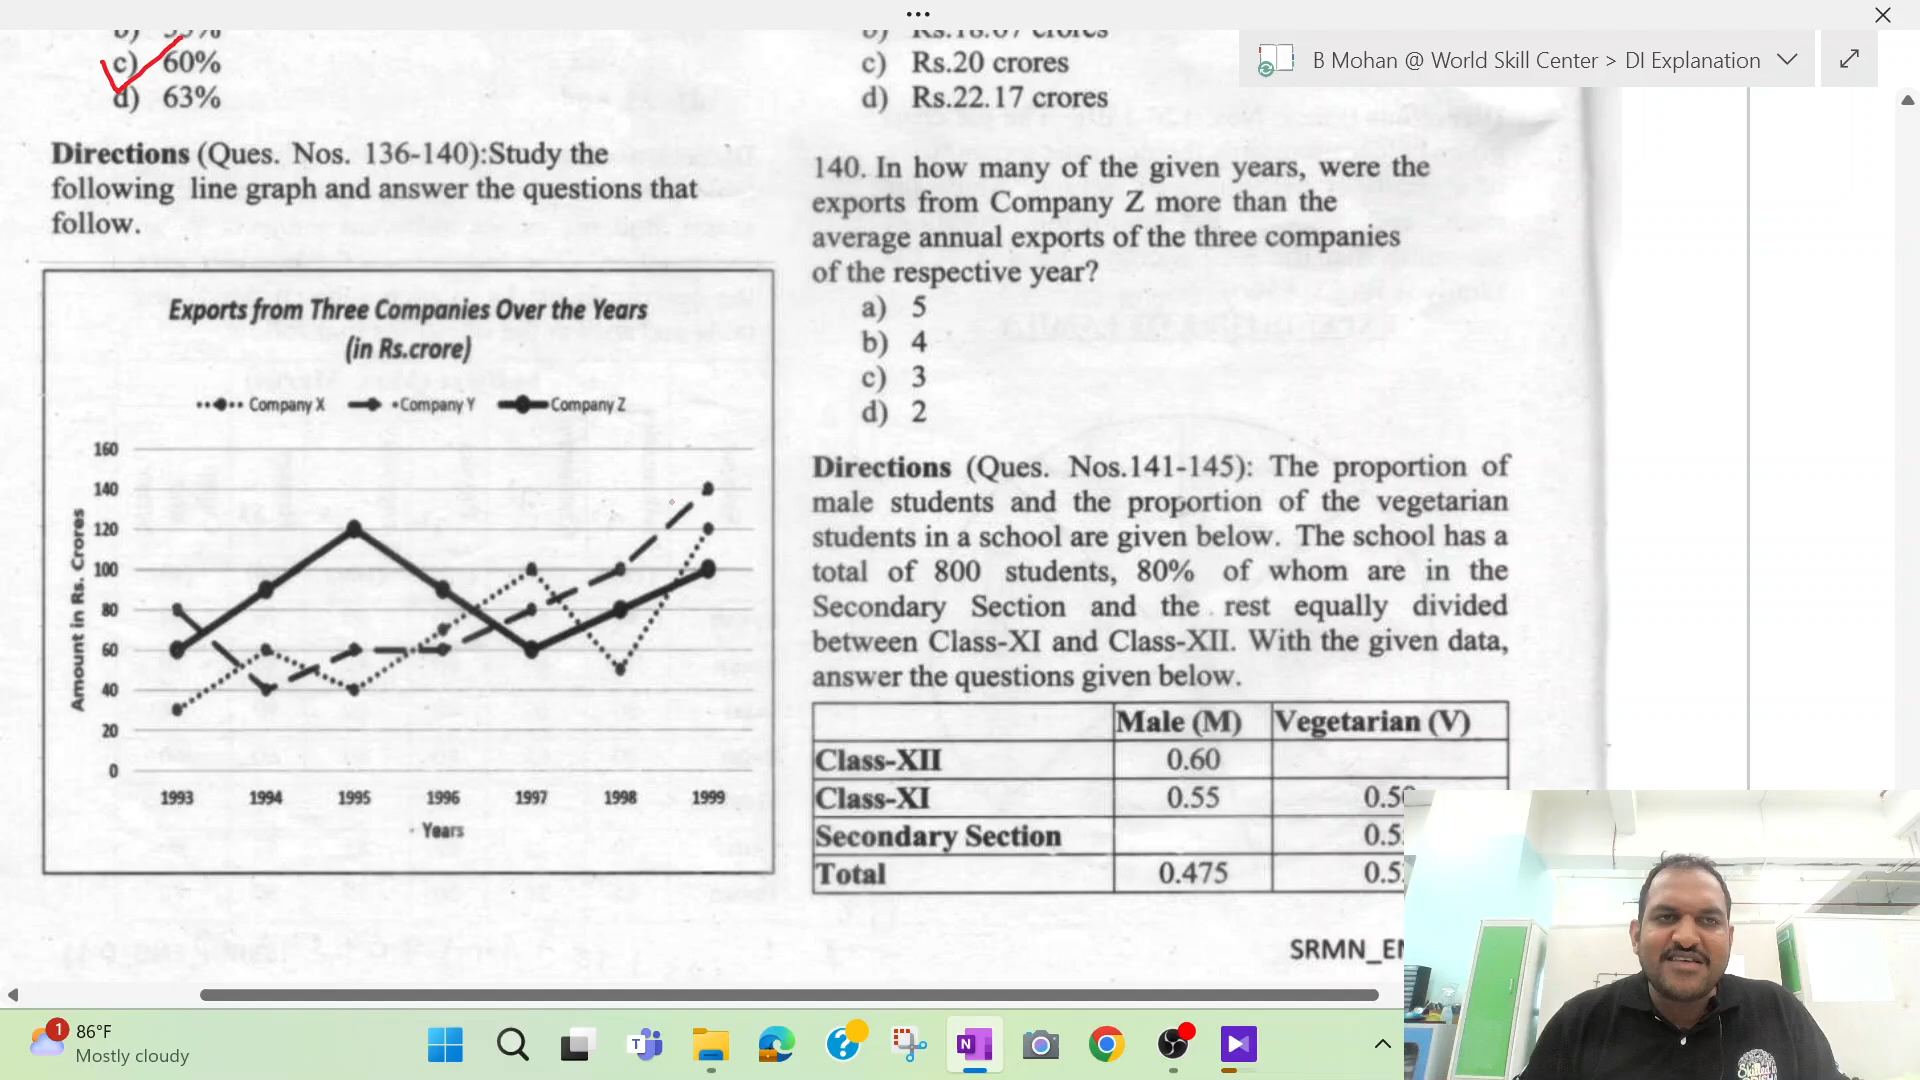 B Mohan @ World Skill Center > DI Explanation
c) 60%
d) 63%
Directions (Ques. Nos. 136-140):Study the
following line graph and answer the questions that
follow.
Exports from Three Companies Over the Years
(in Rs.crore)
Company X
Company Y
Company Z
Amount in Rs. Crores
160
140
120
100
80
60
40
20
0
1993 1994 1995 1996 1997 1998 1999
Years
c) Rs.20 crores
d) Rs.22.17 crores
140. In how many of the given years, were the
exports from Company Z more than the
average annual exports of the three companies
of the respective year?
a) 5
b) 4
c) 3
d) 2
Directions (Ques. Nos.141-145): The proportion of
male students and the proportion of the vegetarian
students in a school are given below. The school has a
total of 800 students, 80% of whom are in the
Secondary Section and the rest equally divided
between Class-XI and Class-XII. With the given data,
answer the questions given below.
Male (M) Vegetarian (V)
Class-XII 0.60
Class-XI 0.55
Secondary Section
Total 0.475
1
86°F
Mostly cloudy